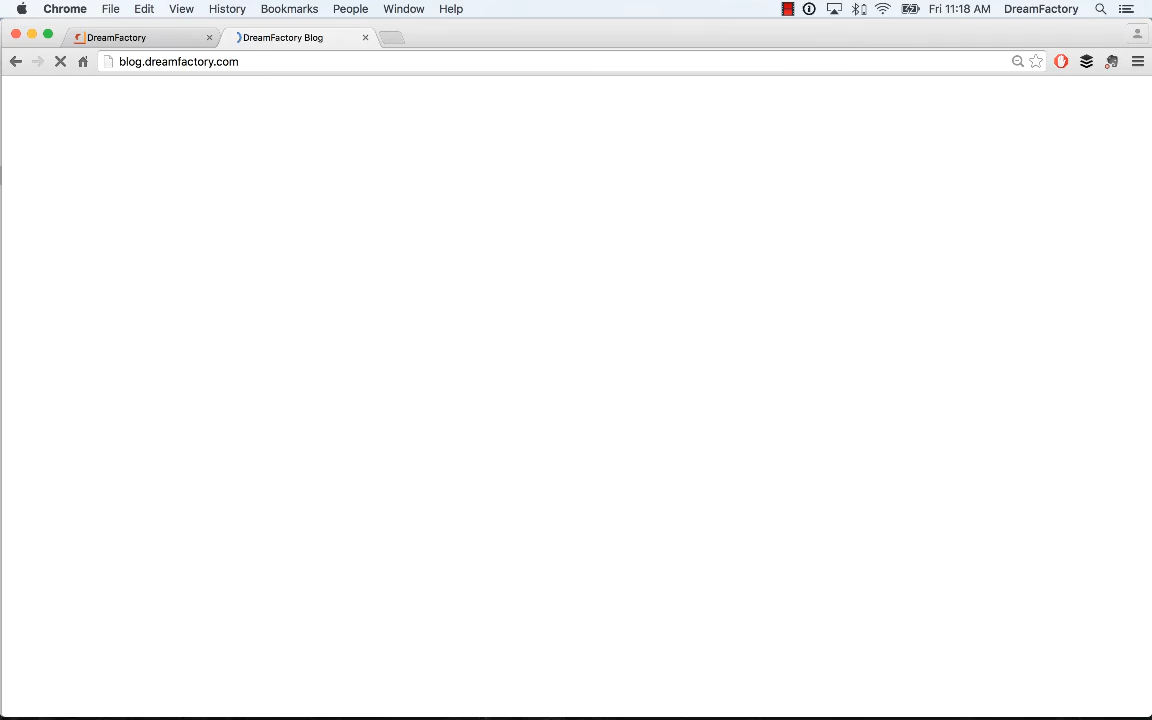 Chrome File Edit View History Bookmarks People Window Help Fri 11:18 AM DreamFactory
DreamFactory DreamFactory Blog
blog.dreamfactory.com